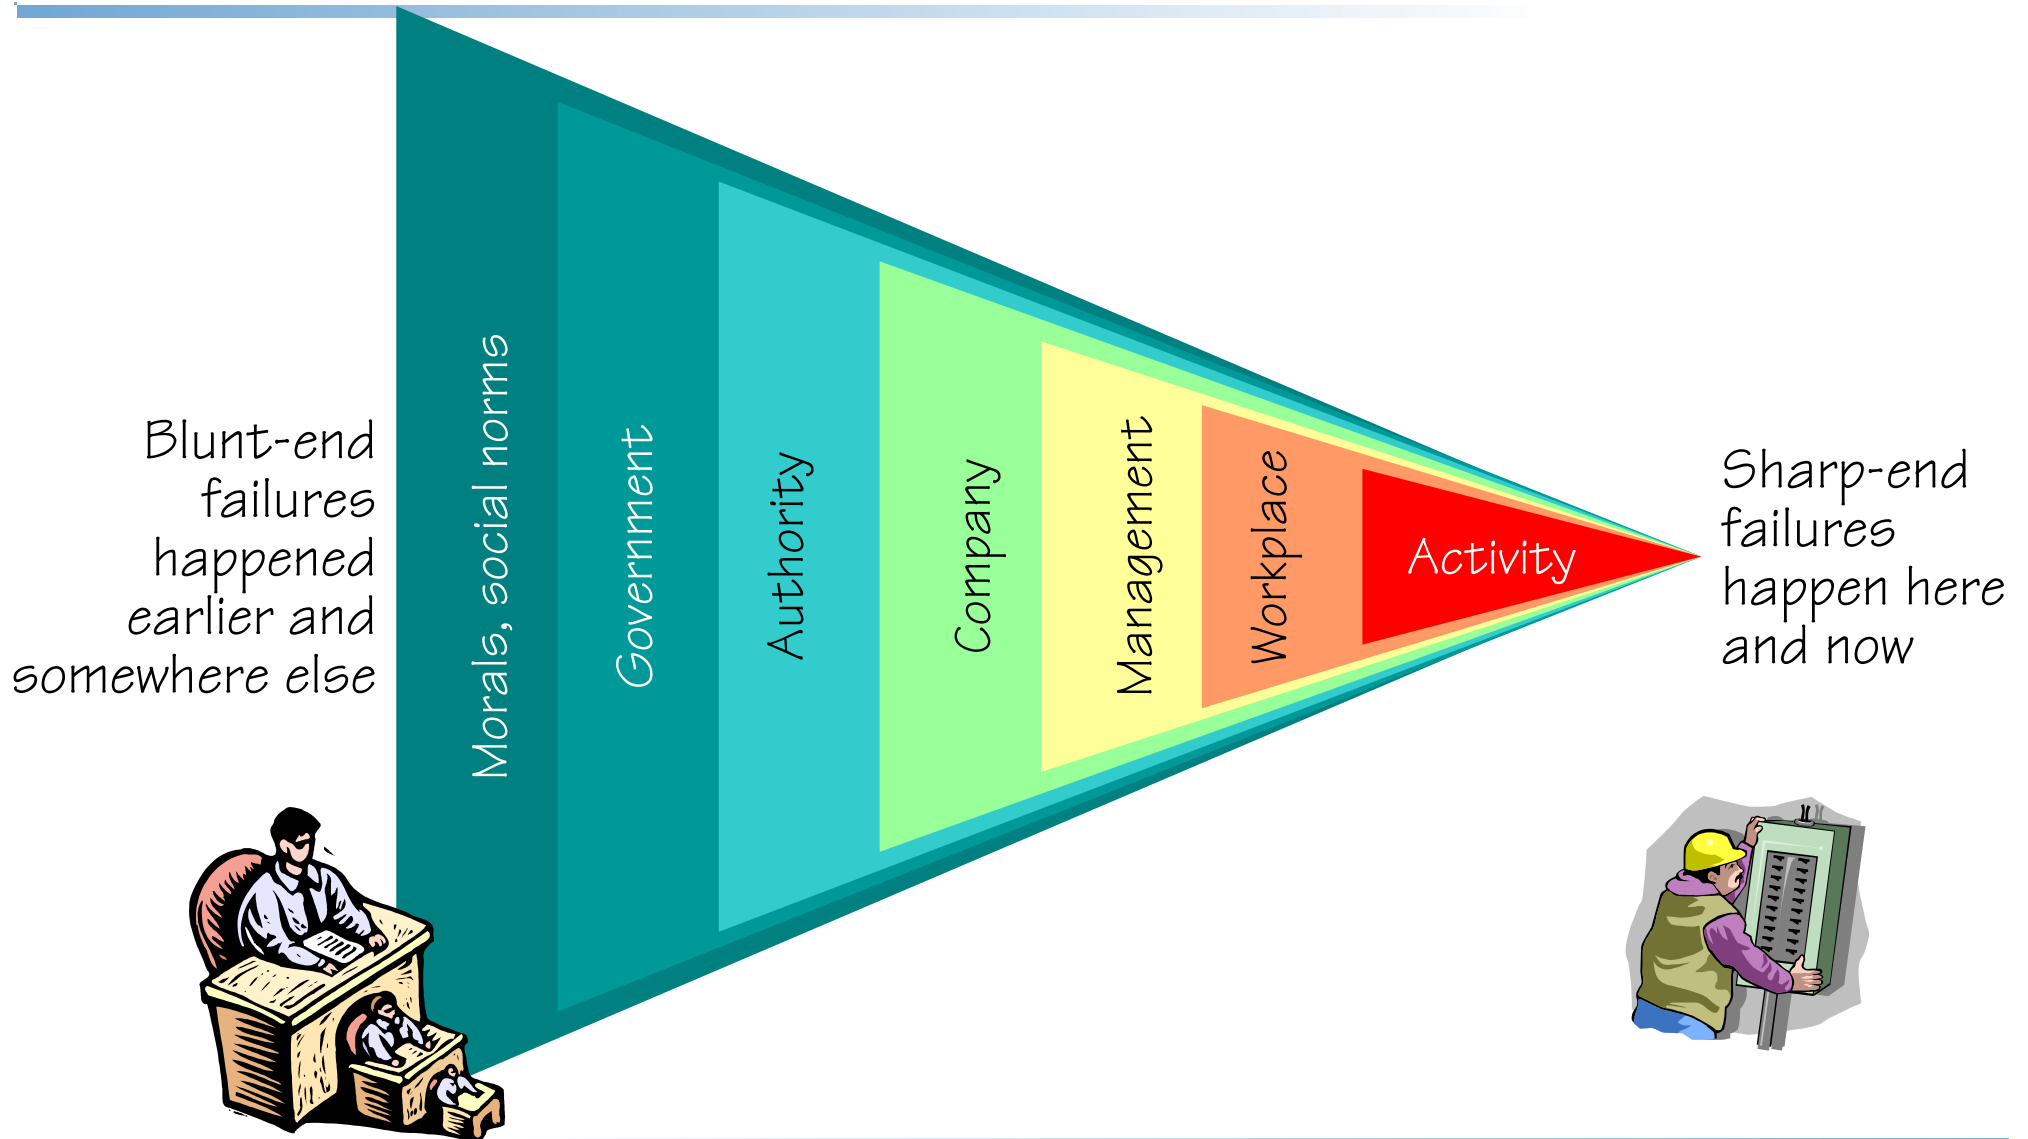 Blunt-end
failures
happened
earlier and
somewhere else
Morals, social norms
Government
Authority
Company
Management
Workplace
Activity
Sharp-end
failures
happen here
and now